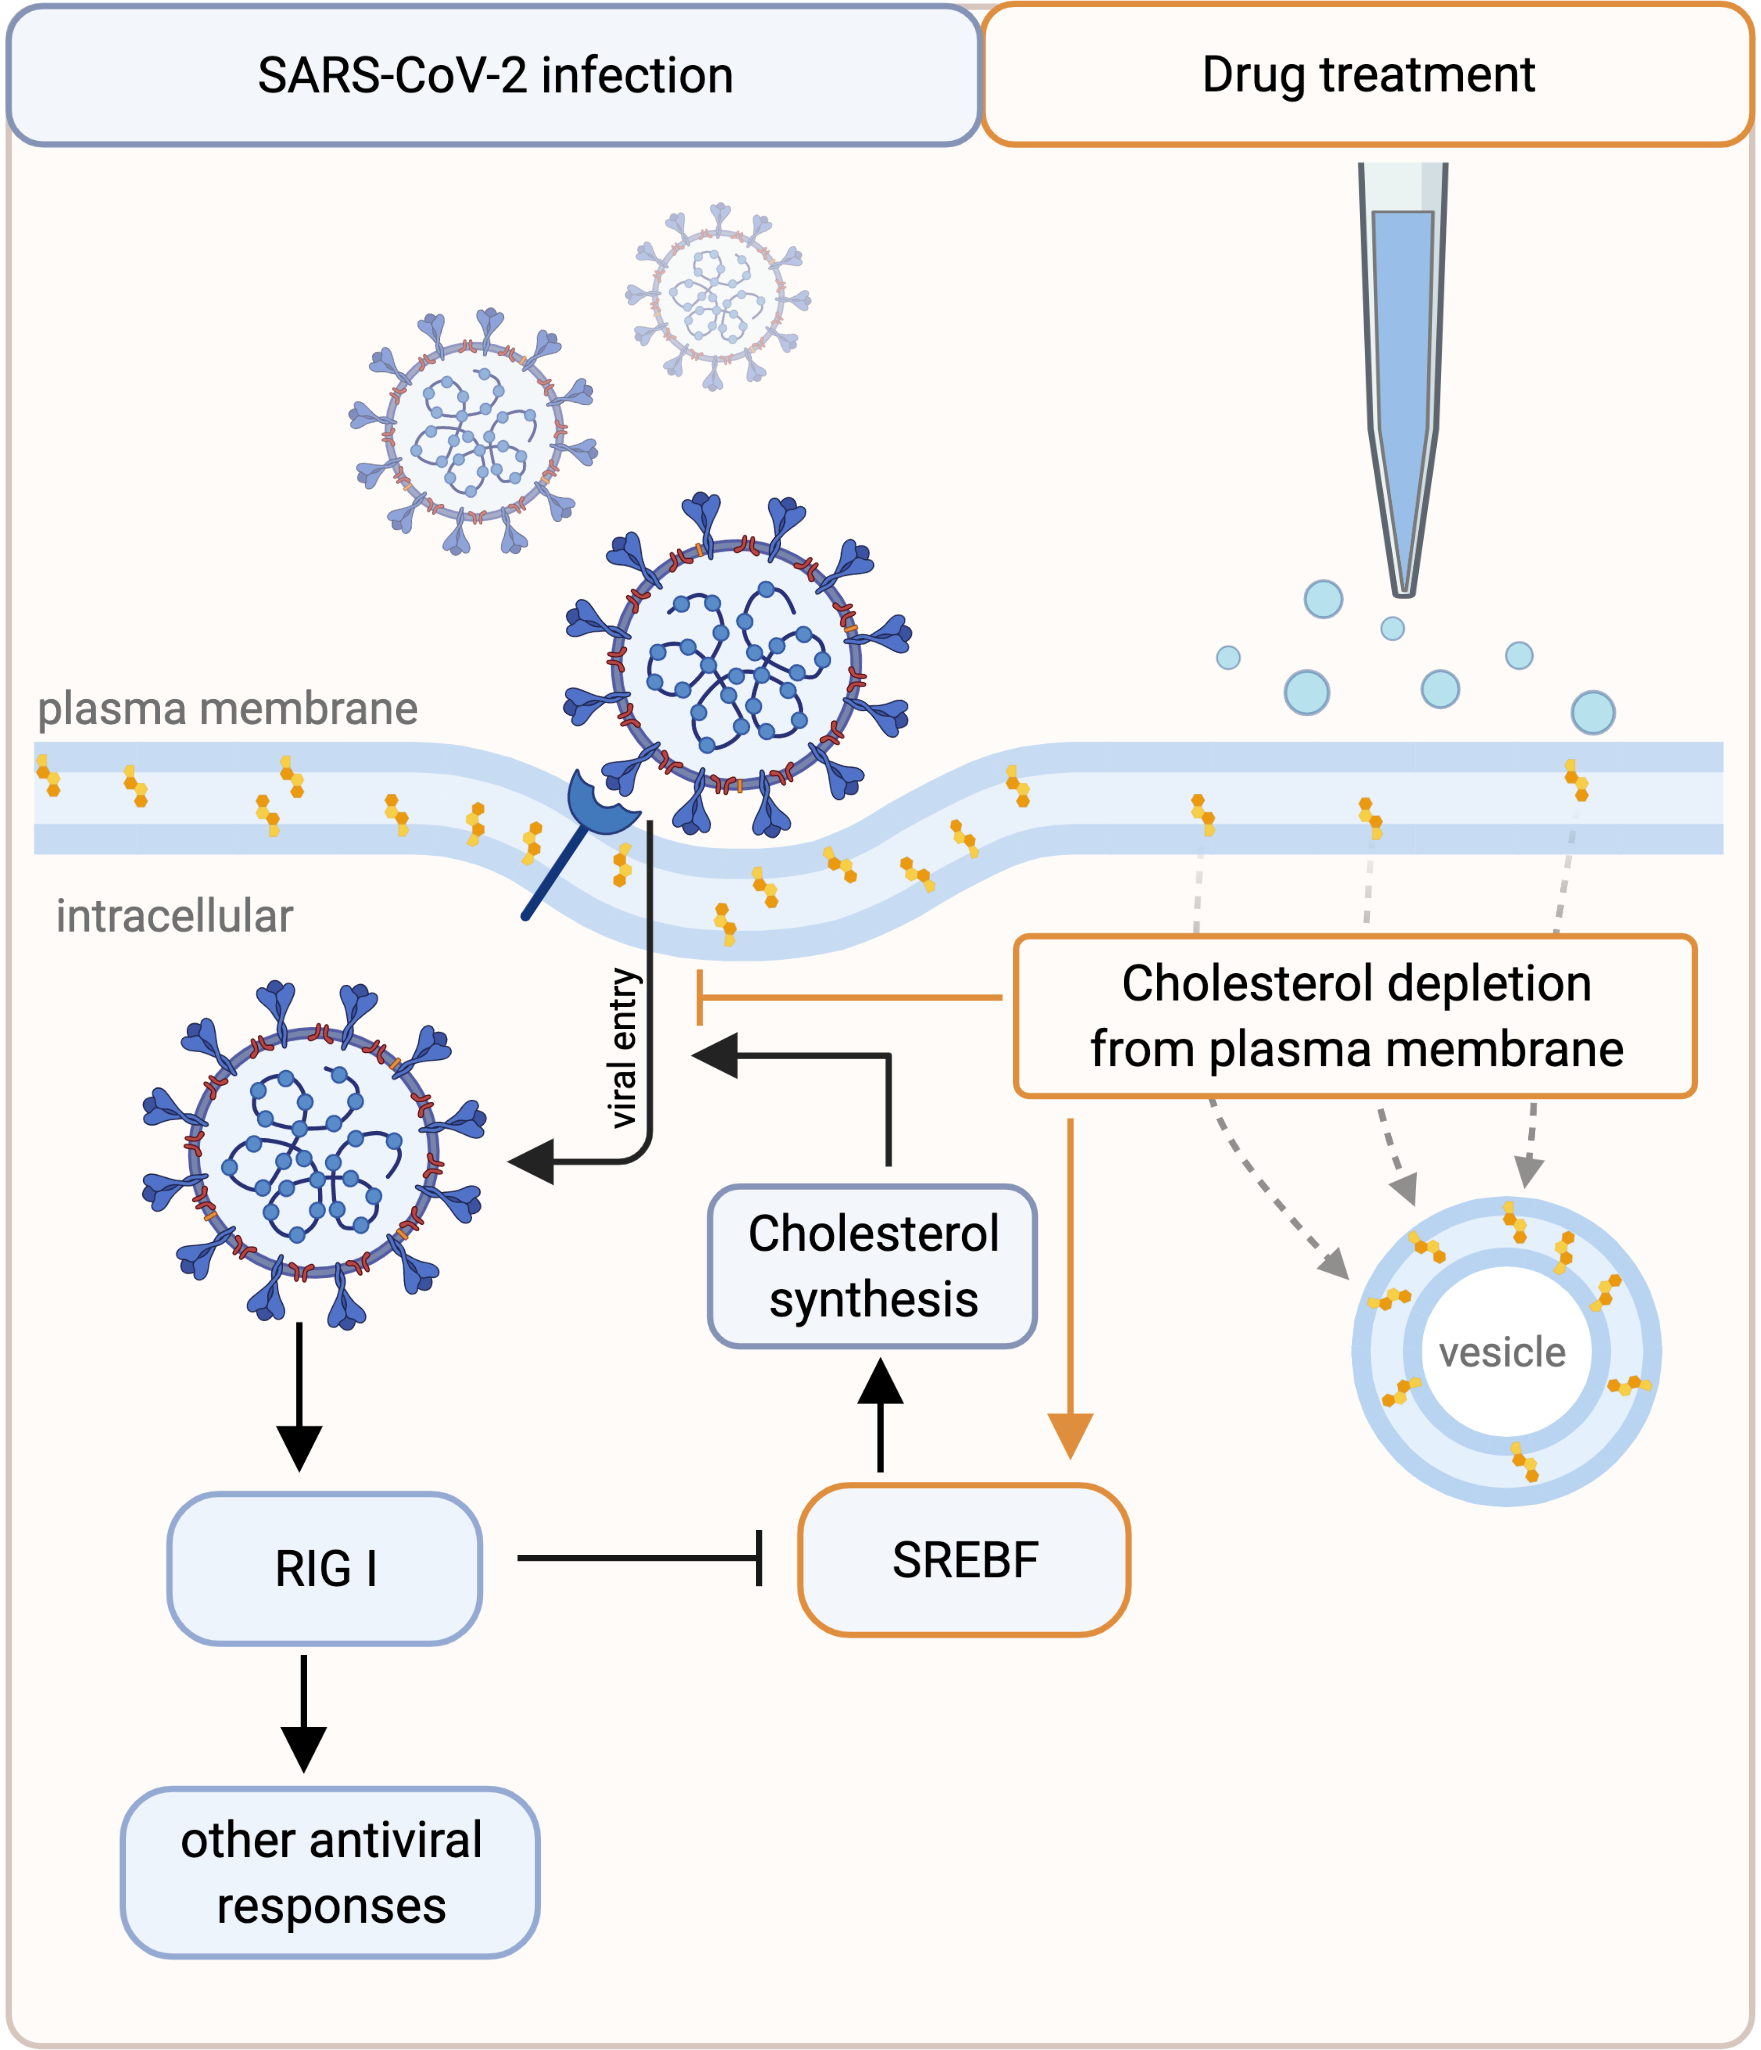 SARS-CoV-2 infection
Drug treatment
plasma membrane
intracellular
viral entry
Cholesterol depletion
from plasma membrane
Cholesterol
synthesis
vesicle
RIG I
SREBF
other antiviral
responses